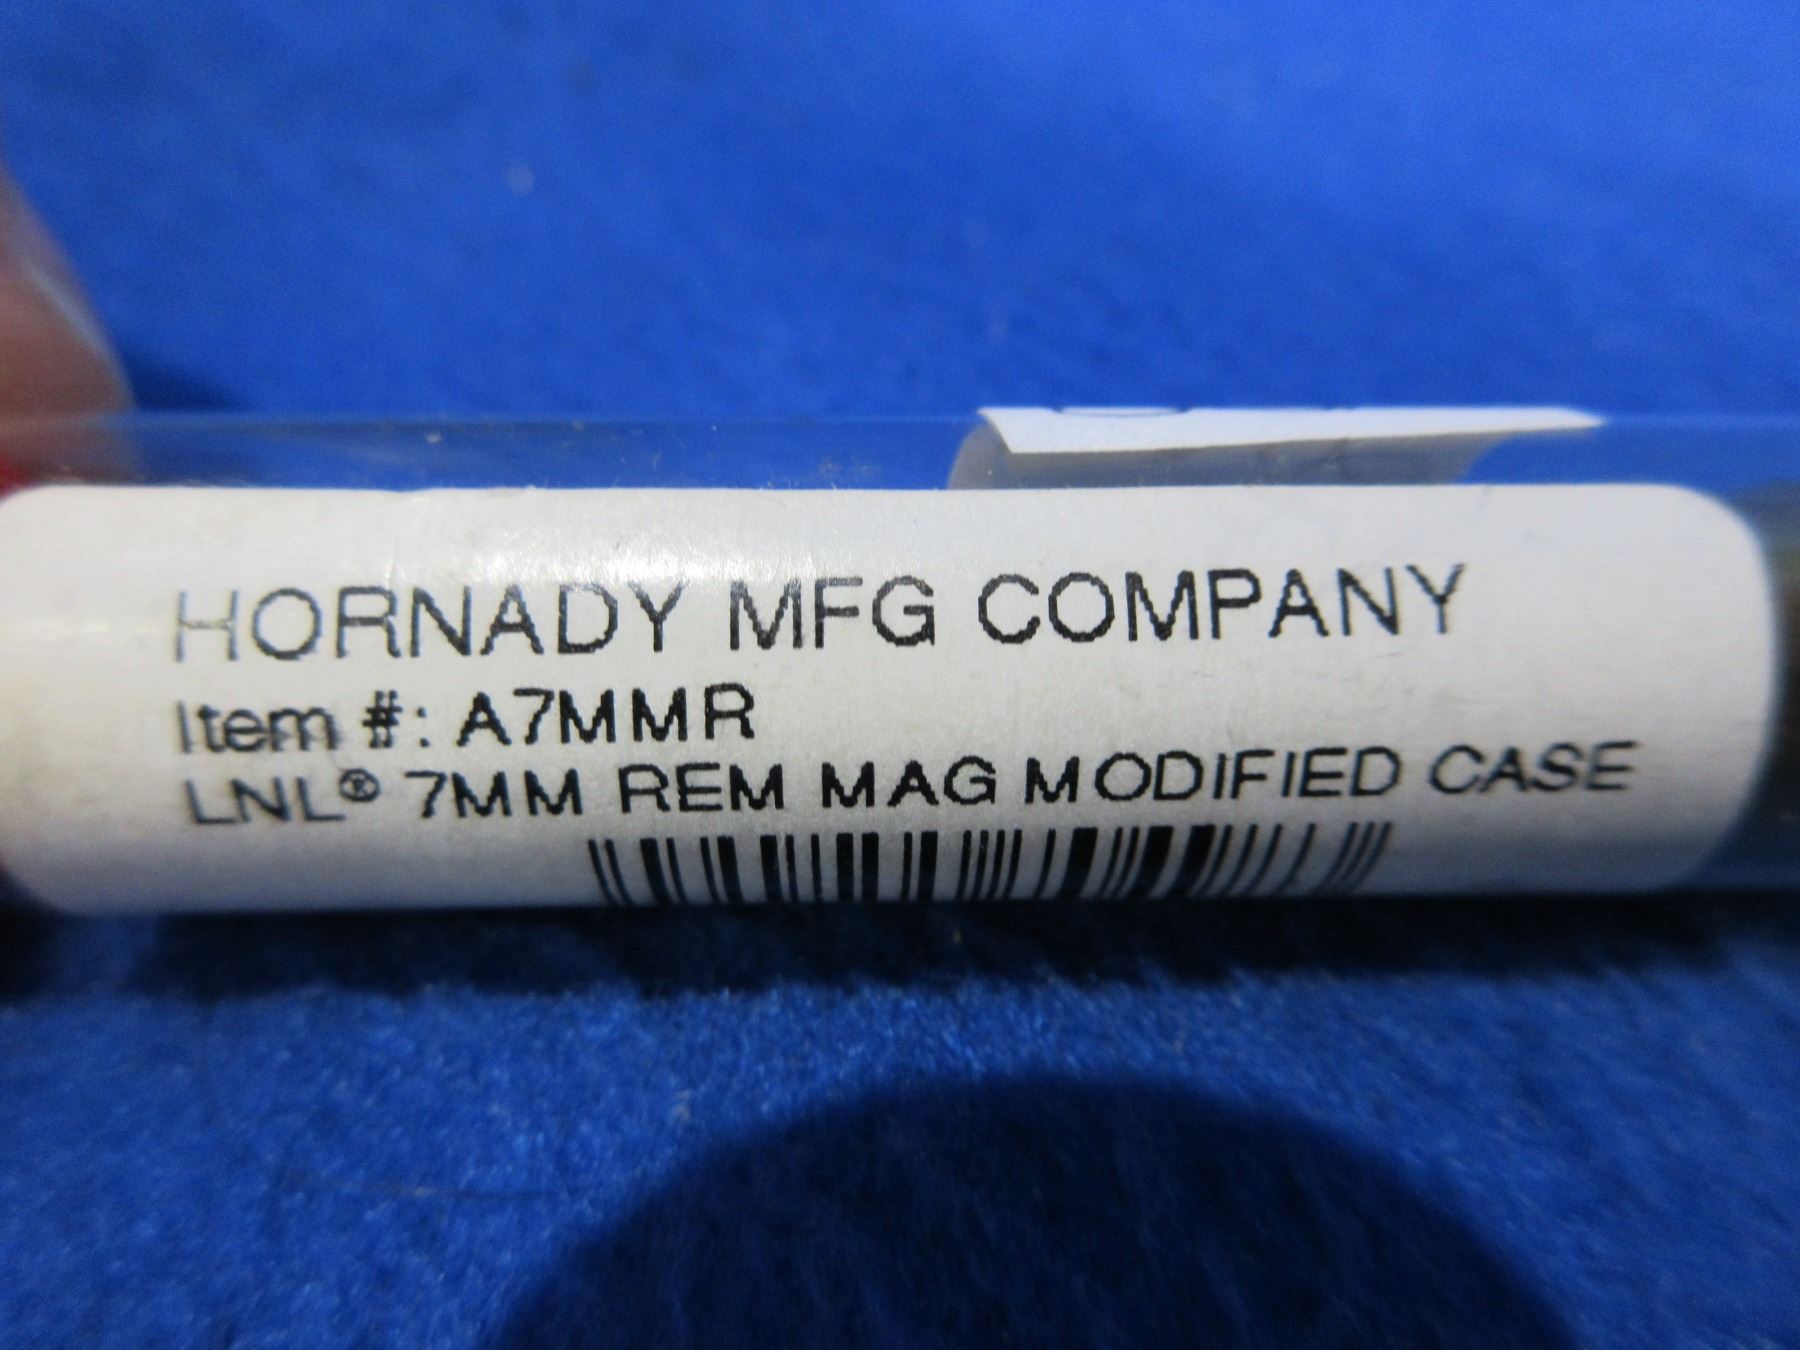 HORNADY MFG COMPANY
Item #: A7MMR
LNL® 7MM REM MAG MODIFIED CASE